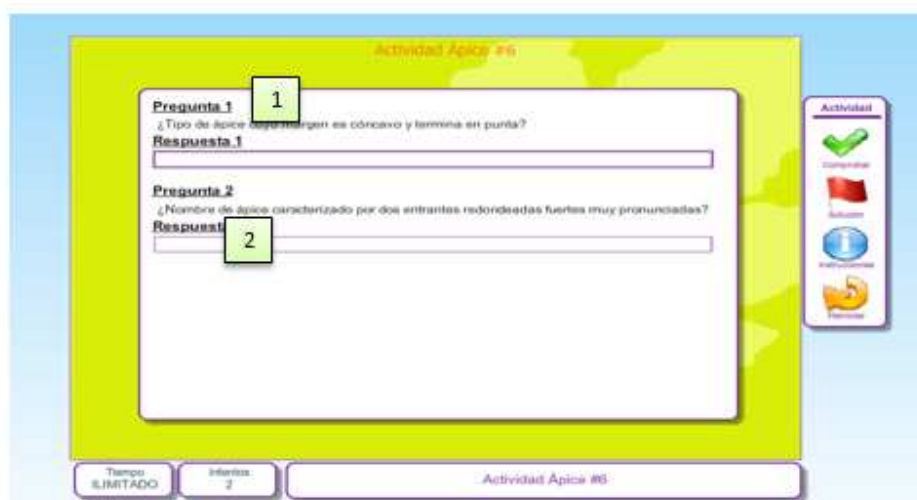 Actividad Ápice #6
Pregunta 1
1
¿Tipo de ápice cuyo margen es cóncavo y termina en punta?
Respuesta 1
Pregunta 2
¿Nombre de ápice caracterizado por dos entrantes redondeadas fuertes muy pronunciadas?
Respuest
2
Actividad
Comprobar
Solución
Instrucciones
Reiniciar
Tiempo
ILIMITADO
Intentos
2
Actividad Ápice #6